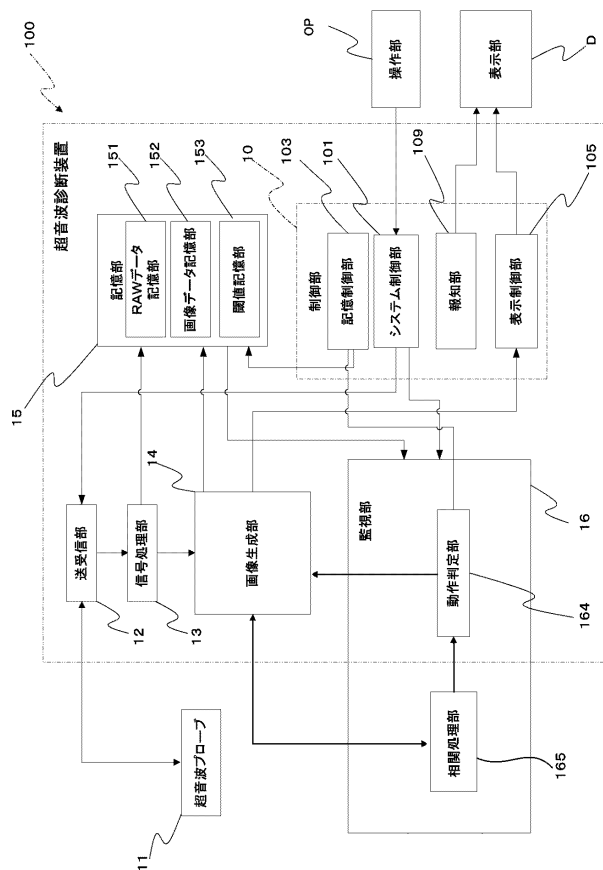 100
超音波診断装置
11
超音波プローブ
送受信部
12
信号処理部
13
14
画像生成部
15
記憶部
RAWデータ
記憶部
151
画像データ記憶部
152
閾値記憶部
153
10
制御部
記憶制御部
103
システム制御部
101
報知部
109
表示制御部
105
OP
操作部
表示部
D
監視部
16
動作判定部
164
相関処理部
165